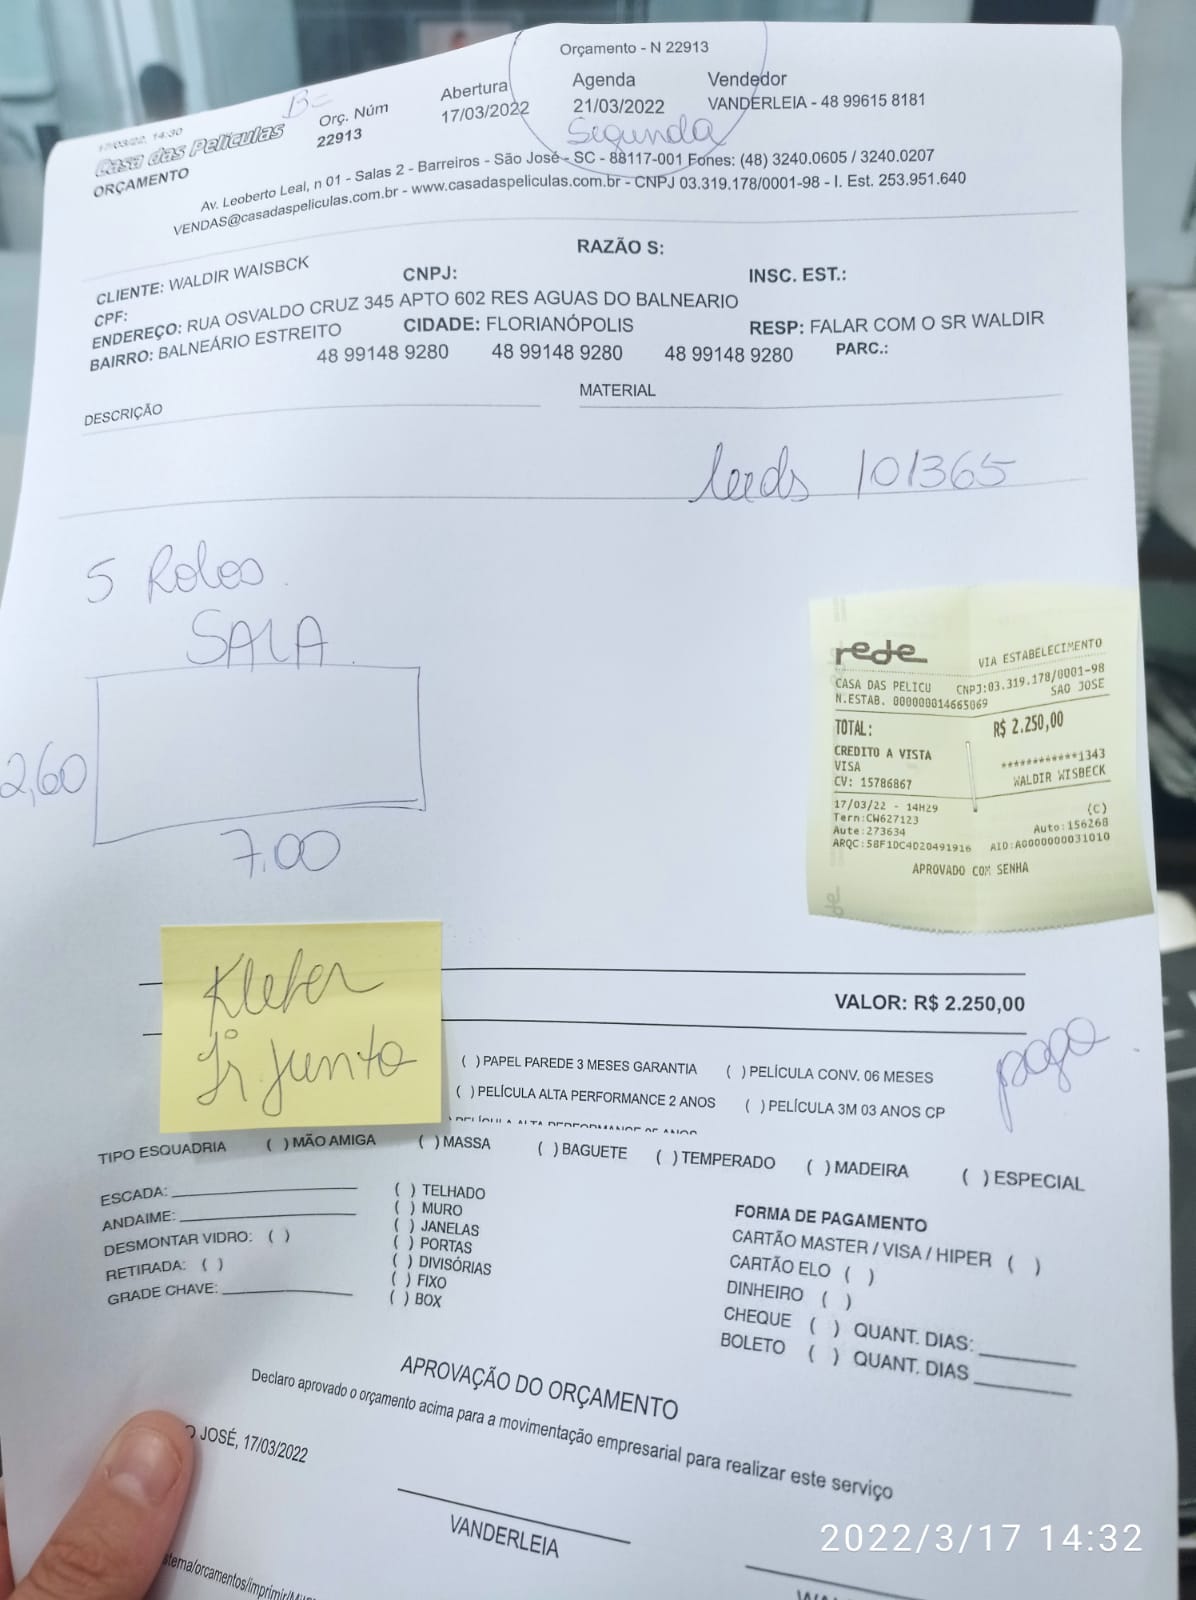 Orçamento - N 22913
17/03/22, 14:30
B=
Orç. Núm
22913
Abertura
17/03/2022
Agenda
21/03/2022
Segunda
Vendedor
VANDERLEIA - 48 99615 8181
Casa das Películas
ORÇAMENTO
Av. Leoberto Leal, n 01 - Salas 2 - Barreiros - São José - SC - 88117-001 Fones: (48) 3240.0605 / 3240.0207
VENDAS@casadaspeliculas.com.br - www.casadaspeliculas.com.br - CNPJ 03.319.178/0001-98 - I. Est. 253.951.640
RAZÃO S:
CLIENTE: WALDIR WAISBCK
CPF:
CNPJ:
INSC. EST.:
ENDEREÇO: RUA OSVALDO CRUZ 345 APTO 602 RES AGUAS DO BALNEARIO
BAIRRO: BALNEÁRIO ESTREITO
CIDADE: FLORIANÓPOLIS
RESP: FALAR COM O SR WALDIR
48 99148 9280 48 99148 9280 48 99148 9280 PARC.:
DESCRIÇÃO
MATERIAL
leeds 101365
5 Rolos
SALA
2,60
7.00
rede
VIA ESTABELECIMENTO
CASA DAS PELICU CNPJ:03.319.178/0001-98
N.ESTAB. 000000014665069 SAO JOSE
TOTAL: R$ 2.250,00
CREDITO A VISTA
VISA ************1343
CV: 15786867 WALDIR WISBECK
17/03/22 - 14H29 (C)
Term:CW627123 Auto:156268
Aute:273634
ARQC:58F1DC4D20491916 AID:A0000000031010
APROVADO COM SENHA
Kleber
Ir junto
VALOR: R$ 2.250,00
pago
( ) PAPEL PAREDE 3 MESES GARANTIA ( ) PELÍCULA CONV. 06 MESES
( ) PELÍCULA ALTA PERFORMANCE 2 ANOS ( ) PELÍCULA 3M 03 ANOS CP
PELÍCULA ALTA PERFORMANCE 05 ANOS
TIPO ESQUADRIA ( ) MÃO AMIGA ( ) MASSA ( ) BAGUETE ( ) TEMPERADO ( ) MADEIRA ( ) ESPECIAL
ESCADA:
ANDAIME:
DESMONTAR VIDRO: ( )
RETIRADA: ( )
GRADE CHAVE:
( ) TELHADO
( ) MURO
( ) JANELAS
( ) PORTAS
( ) DIVISÓRIAS
( ) FIXO
( ) BOX
FORMA DE PAGAMENTO
CARTÃO MASTER / VISA / HIPER ( )
CARTÃO ELO ( )
DINHEIRO ( )
CHEQUE ( ) QUANT. DIAS:
BOLETO ( ) QUANT. DIAS
APROVAÇÃO DO ORÇAMENTO
Declaro aprovado o orçamento acima para a movimentação empresarial para realizar este serviço
O JOSÉ, 17/03/2022
VANDERLEIA
2022/3/17 14:32